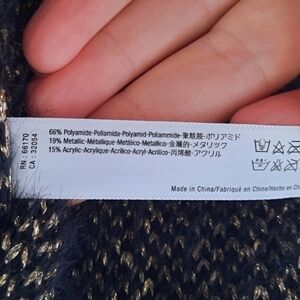 66% Polyamide-Poliamida-Polyamid-Poliammide-聚酰胺-ポリアミド
19% Metallic-Métallique-Metálico-Metallico-金屬的-メタリック
15% Acrylic-Acrylique-Acrílico-Acryl-Acrilico-丙烯酸-アクリル
RN : 66170
CA : 32054
Made in China/Fabriqué en Chine/Hecho en